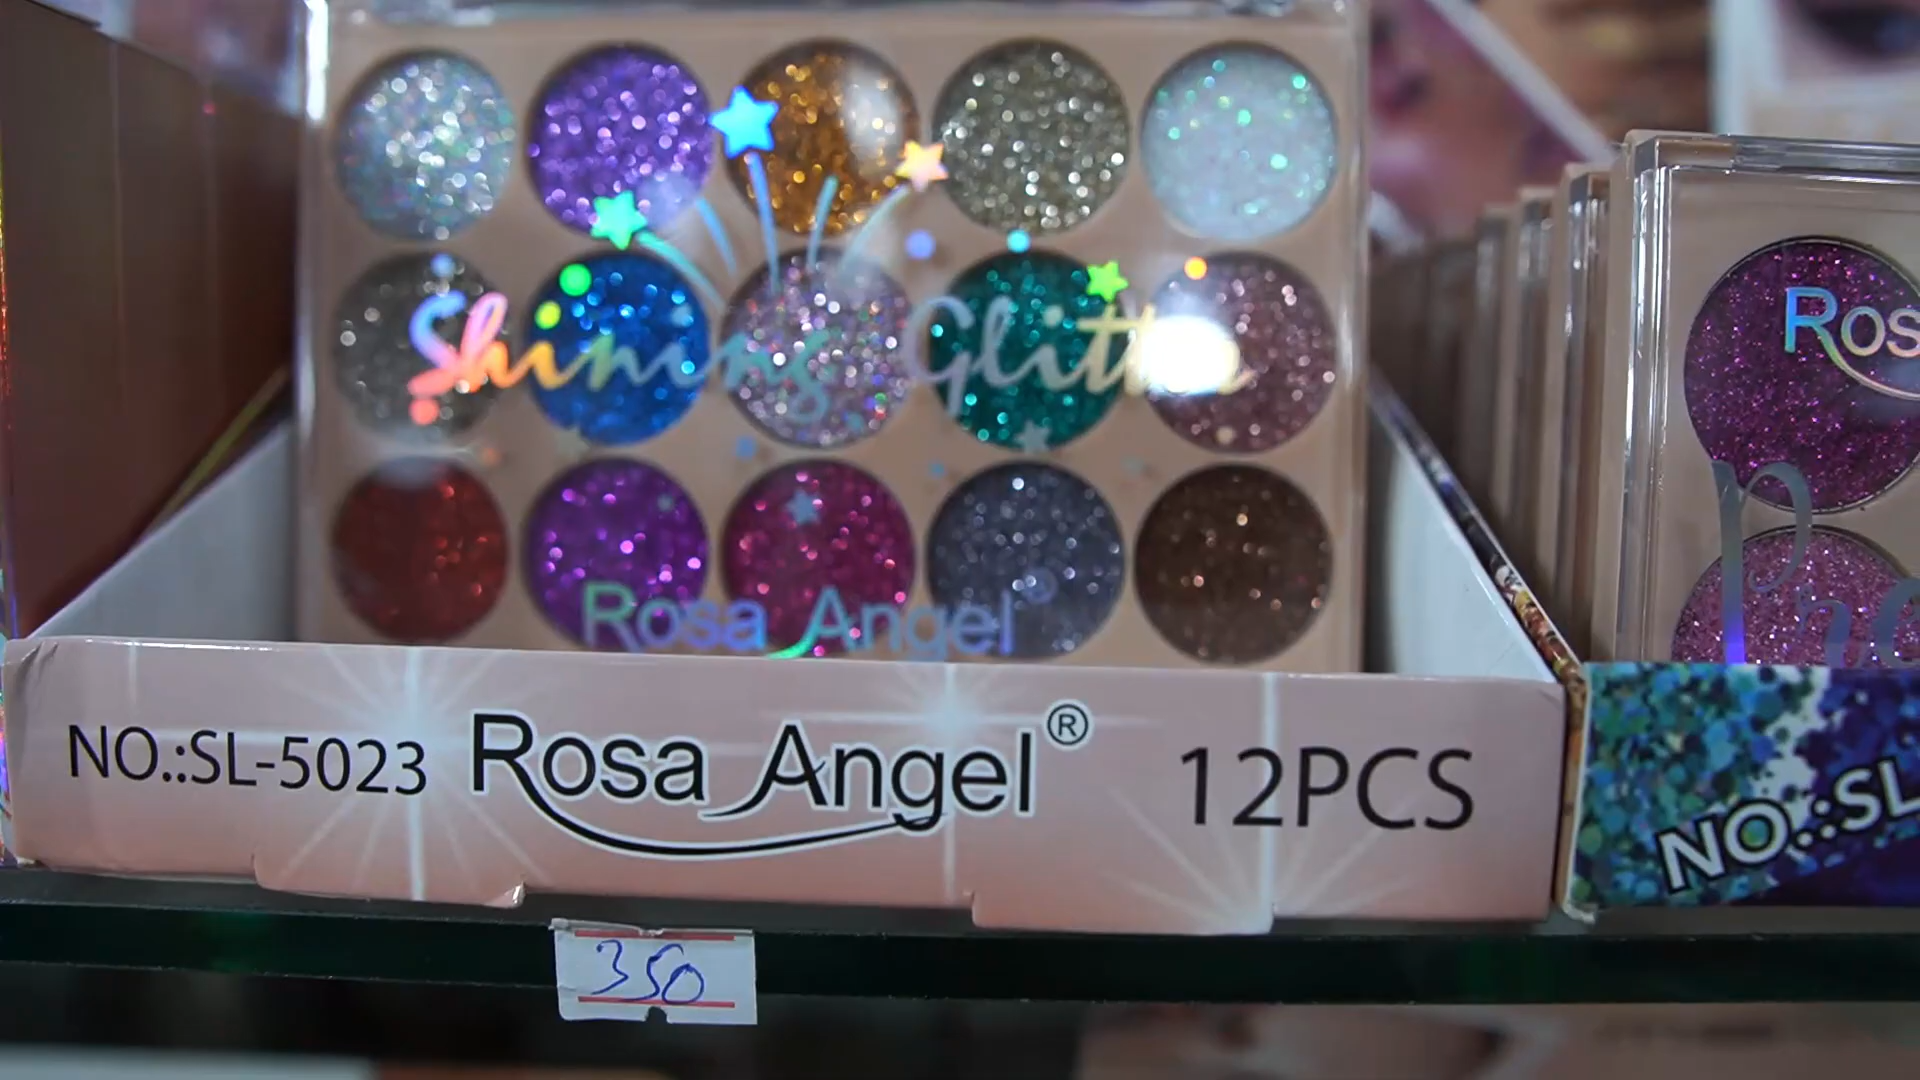 Shining Glitter
Rosa Angel
NO.:SL-5023 Rosa Angel® 12PCS
350
Ros
NO.:SL